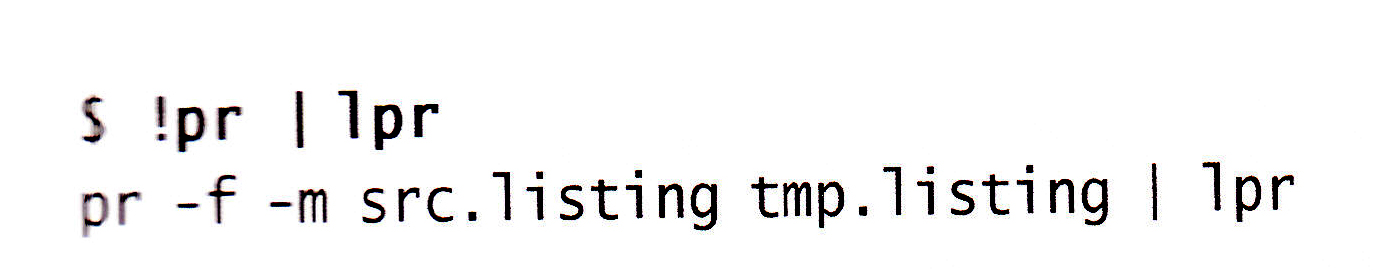 $ !pr | lpr
pr -f -m src.listing tmp.listing | lpr